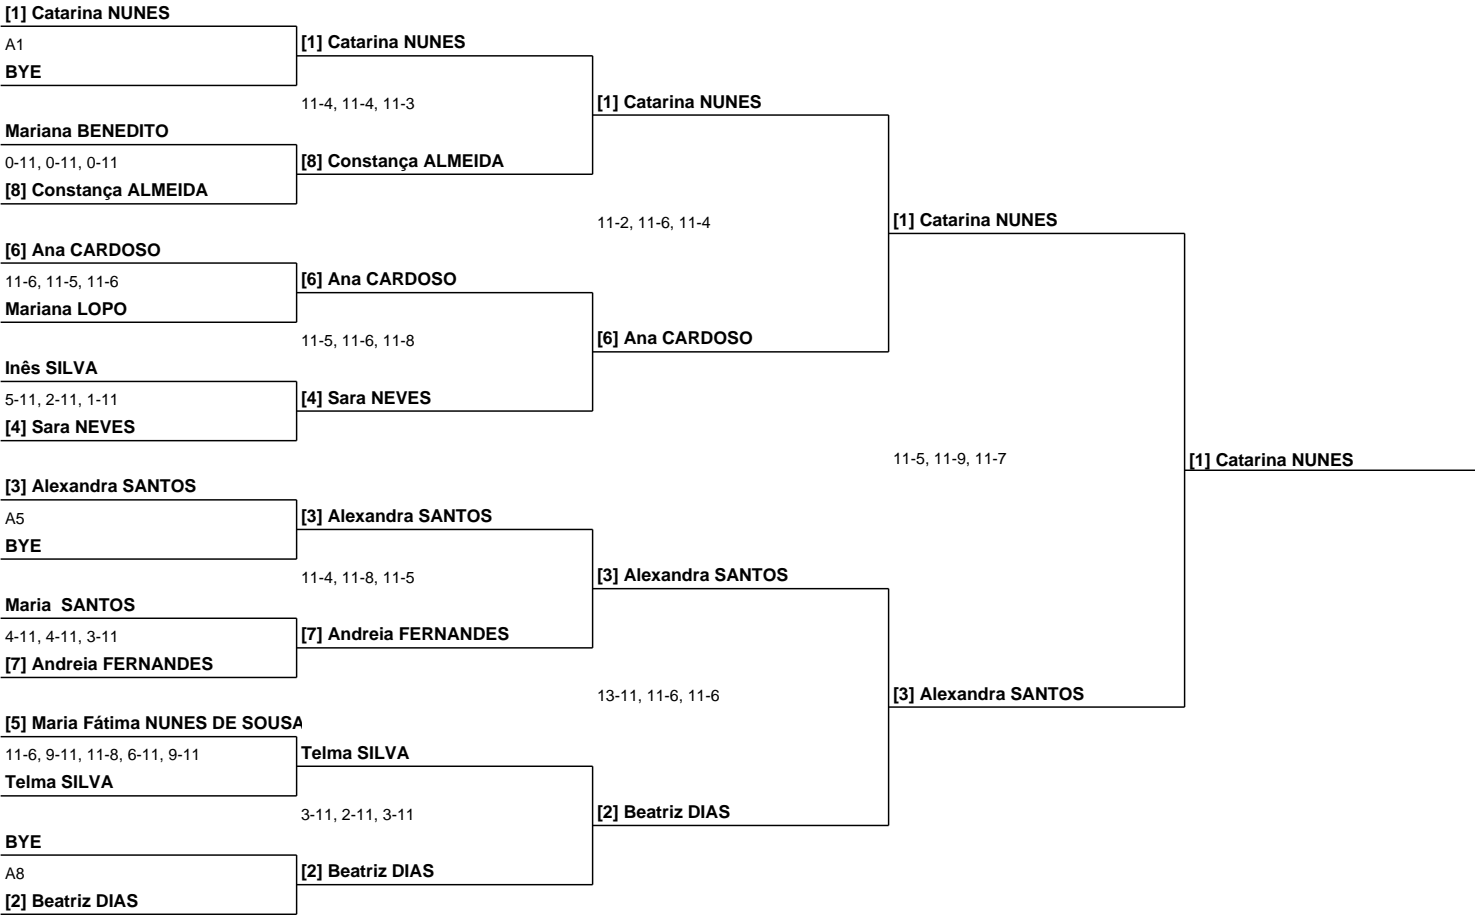 [1] Catarina NUNES
A1
BYE
Mariana BENEDITO
0-11, 0-11, 0-11
[8] Constança ALMEIDA
[6] Ana CARDOSO
11-6, 11-5, 11-6
Mariana LOPO
Inês SILVA
5-11, 2-11, 1-11
[4] Sara NEVES
[3] Alexandra SANTOS
A5
BYE
Maria  SANTOS
4-11, 4-11, 3-11
[7] Andreia FERNANDES
[5] Maria Fátima NUNES DE SOUSA
11-6, 9-11, 11-8, 6-11, 9-11
Telma SILVA
BYE
A8
[2] Beatriz DIAS
[1] Catarina NUNES
11-4, 11-4, 11-3
[8] Constança ALMEIDA
[6] Ana CARDOSO
11-5, 11-6, 11-8
[4] Sara NEVES
[3] Alexandra SANTOS
11-4, 11-8, 11-5
[7] Andreia FERNANDES
Telma SILVA
3-11, 2-11, 3-11
[2] Beatriz DIAS
[1] Catarina NUNES
11-2, 11-6, 11-4
[6] Ana CARDOSO
[3] Alexandra SANTOS
13-11, 11-6, 11-6
[2] Beatriz DIAS
[1] Catarina NUNES
11-5, 11-9, 11-7
[3] Alexandra SANTOS
[1] Catarina NUNES